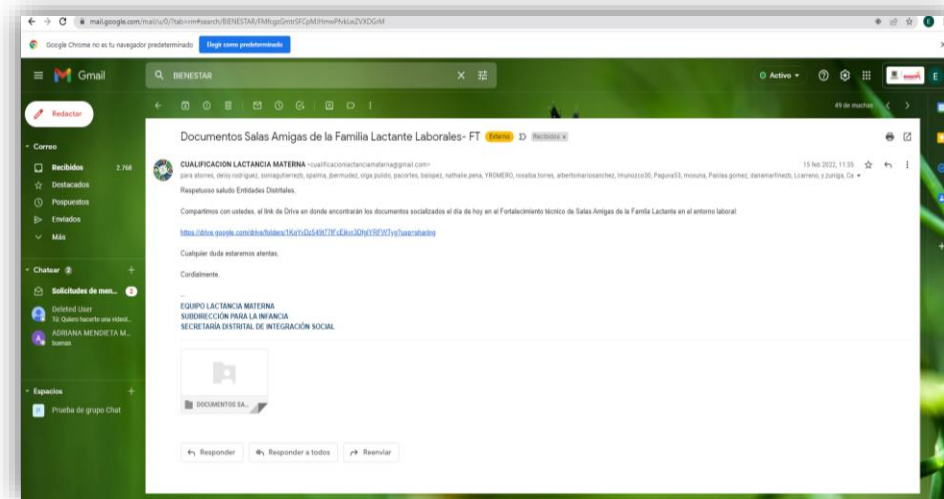 mail.google.com/mail/u/0/?tab=rm#search/BIENESTAR/
Google Chrome no es tu navegador predeterminado
Elegir como predeterminado
Gmail
BIENESTAR
Activo
Redactar
49 de muchos
Documentos Salas Amigas de la Familia Lactante Laborales- FT
Externo
Recibidos x
Correo
Recibidos 2.768
Destacados
Pospuestos
Enviados
Más
CUALIFICACION LACTANCIA MATERNA <cualificacionlactanciamaterna@gmail.com>
15 feb 2022, 11:35
Respetuoso saludo Entidades Distritales,
Compartimos con ustedes, el link de Drive en donde encontrarán los documentos socializados el día de hoy en el Fortalecimiento técnico de Salas Amigas de la Familia Lactante en el entorno laboral:
Cualquier duda estaremos atentas.
Cordialmente,
--
EQUIPO LACTANCIA MATERNA
SUBDIRECCIÓN PARA LA INFANCIA
SECRETARÍA DISTRITAL DE INTEGRACIÓN SOCIAL
Chatear 2
Solicitudes de men... 2
Deleted User
ADRIANA MENDIETA M...
buenas
Espacios
Prueba de grupo Chat
DOCUMENTOS SA...
Responder
Responder a todos
Reenviar